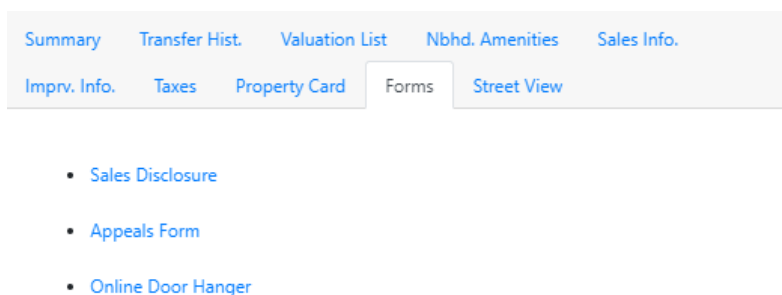 Summary Transfer Hist. Valuation List Nbhd. Amenities Sales Info.
Imprv. Info. Taxes Property Card Forms Street View
Sales Disclosure
Appeals Form
Online Door Hanger